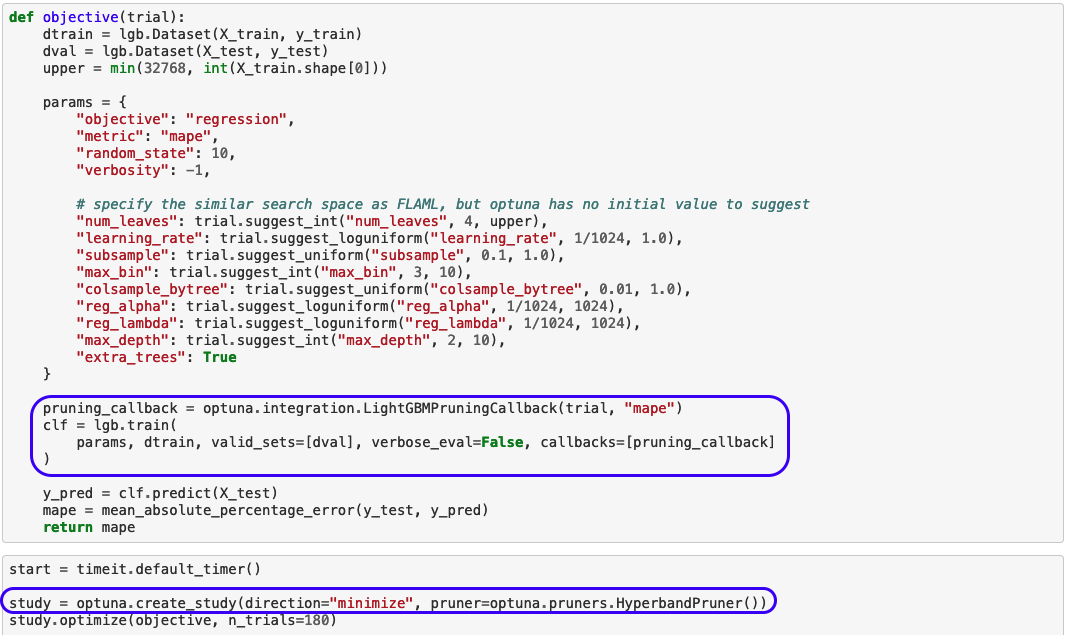 def objective(trial):
    dtrain = lgb.Dataset(X_train, y_train)
    dval = lgb.Dataset(X_test, y_test)
    upper = min(32768, int(X_train.shape[0]))
    params = {
        "objective": "regression",
        "metric": "mape",
        "random_state": 10,
        "verbosity": -1,
        # specify the similar search space as FLAML, but optuna has no initial value to suggest
        "num_leaves": trial.suggest_int("num_leaves", 4, upper),
        "learning_rate": trial.suggest_loguniform("learning_rate", 1/1024, 1.0),
        "subsample": trial.suggest_uniform("subsample", 0.1, 1.0),
        "max_bin": trial.suggest_int("max_bin", 3, 10),
        "colsample_bytree": trial.suggest_uniform("colsample_bytree", 0.01, 1.0),
        "reg_alpha": trial.suggest_loguniform("reg_alpha", 1/1024, 1024),
        "reg_lambda": trial.suggest_loguniform("reg_lambda", 1/1024, 1024),
        "max_depth": trial.suggest_int("max_depth", 2, 10),
        "extra_trees": True
    }
    pruning_callback = optuna.integration.LightGBMPruningCallback(trial, "mape")
    clf = lgb.train(
        params, dtrain, valid_sets=[dval], verbose_eval=False, callbacks=[pruning_callback]
    )
    y_pred = clf.predict(X_test)
    mape = mean_absolute_percentage_error(y_test, y_pred)
    return mape
start = timeit.default_timer()
study = optuna.create_study(direction="minimize", pruner=optuna.pruners.HyperbandPruner())
study.optimize(objective, n_trials=180)